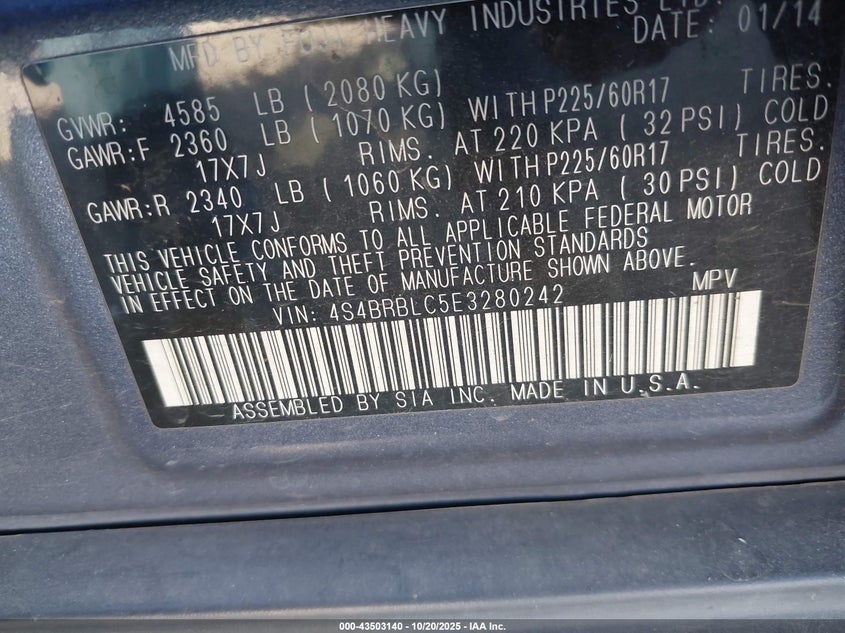 MFD BY FUJI HEAVY INDUSTRIES LTD.
DATE: 01/14
GVWR: 4585 LB ( 2080 KG)
GAWR:F 2360 LB ( 1070 KG) WITH P225/60R17 TIRES.
17X7J RIMS. AT 220 KPA ( 32 PSI) COLD
GAWR:R 2340 LB ( 1060 KG) WITH P225/60R17 TIRES.
17X7J RIMS. AT 210 KPA ( 30 PSI) COLD
THIS VEHICLE CONFORMS TO ALL APPLICABLE FEDERAL MOTOR
VEHICLE SAFETY AND THEFT PREVENTION STANDARDS
IN EFFECT ON THE DATE OF MANUFACTURE SHOWN ABOVE.
VIN: 4S4BRBLC5E3280242 MPV
ASSEMBLED BY SIA INC. MADE IN U.S.A.
000-43503140 - 10/20/2025 - IAA Inc.